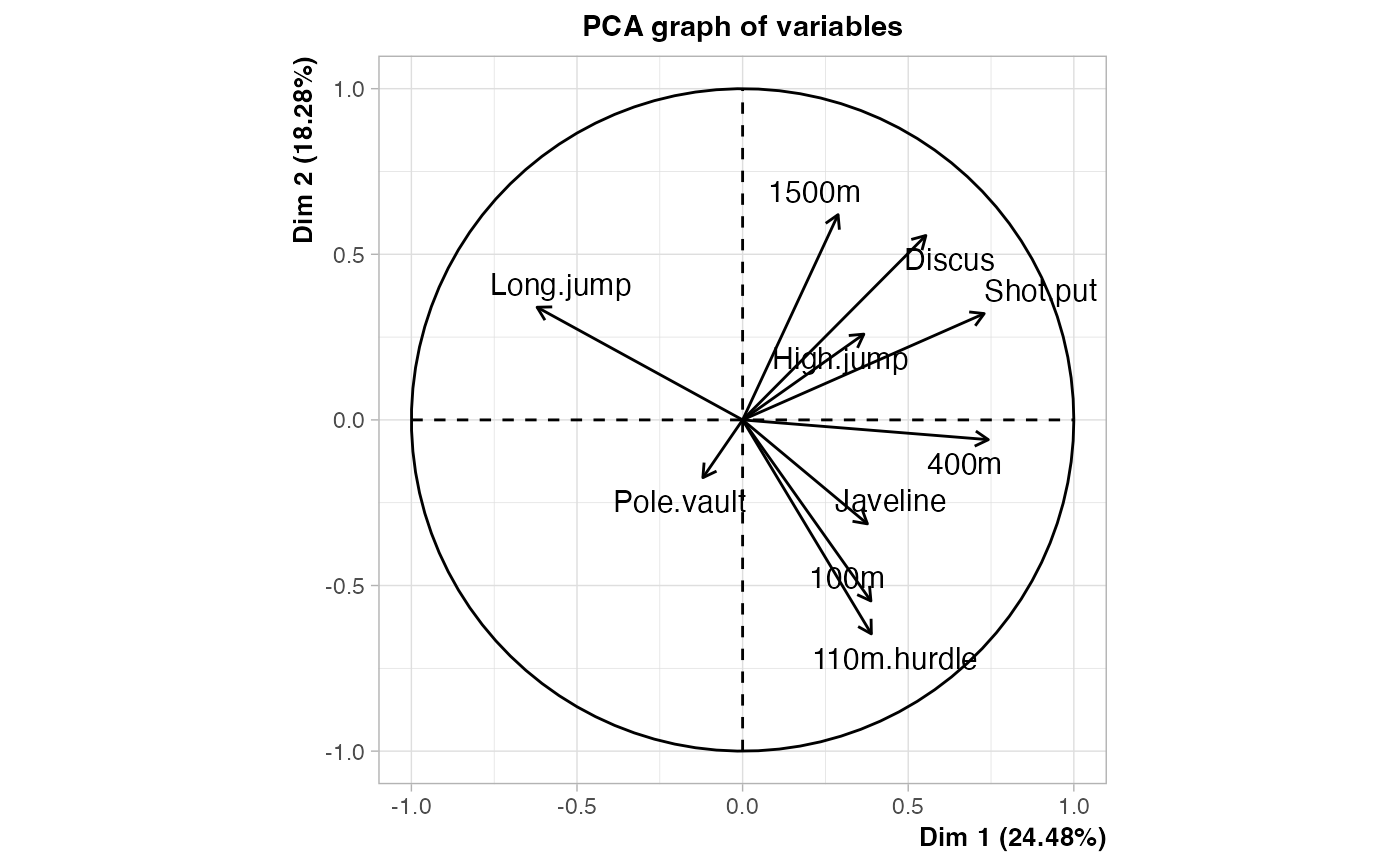 PCA graph of variables
Dim 2 (18.28%)
1.0
0.5
0.0
-0.5
-1.0
1500m
Discus
Shot.put
Long.jump
High.jump
400m
Pole.vault
Javeline
100m
110m.hurdle
-1.0
-0.5
0.0
0.5
1.0
Dim 1 (24.48%)